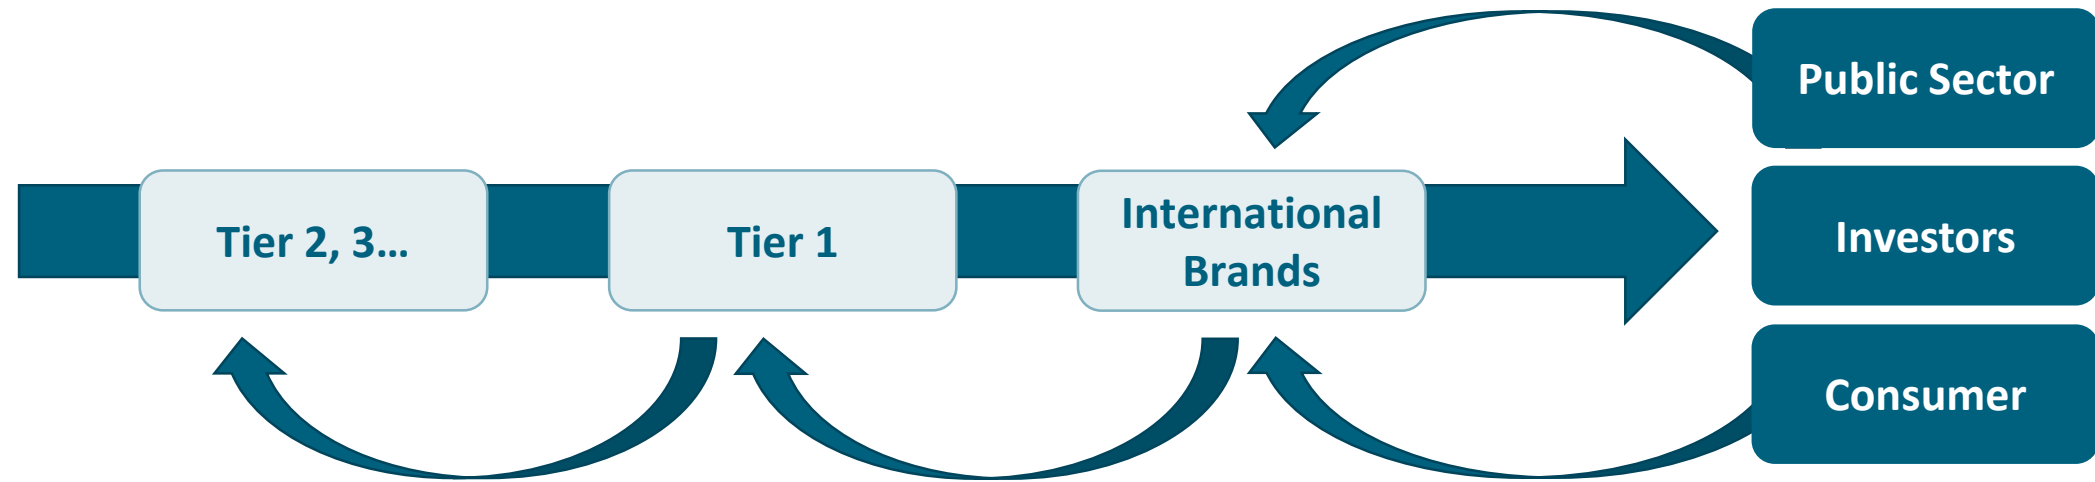 Public Sector
Tier 2, 3...
Tier 1
International
Brands
Investors
Consumer